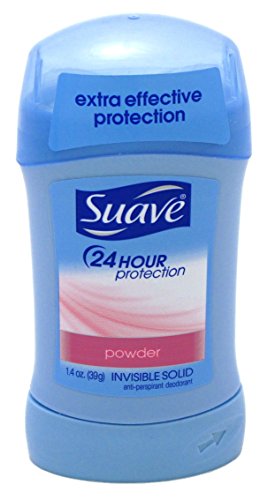 extra effective
protection
Suave®
24 HOUR
protection
powder
1.4 oz. (39g) INVISIBLE SOLID
anti-perspirant deodorant